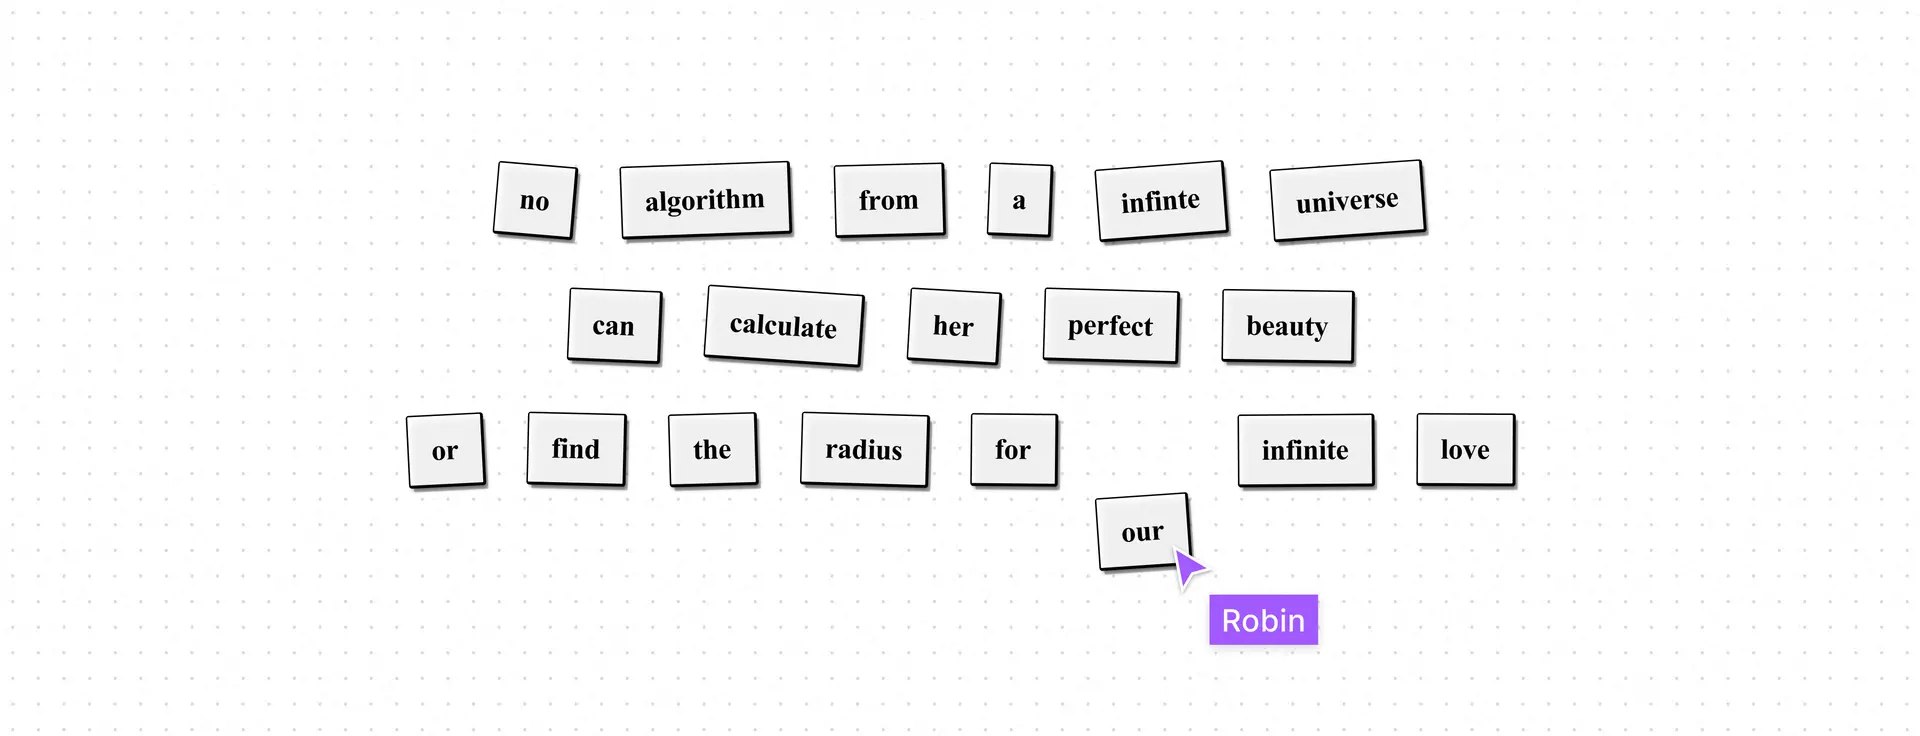 no algorithm from a infinte universe
can calculate her perfect beauty
or find the radius for infinite love
our
Robin